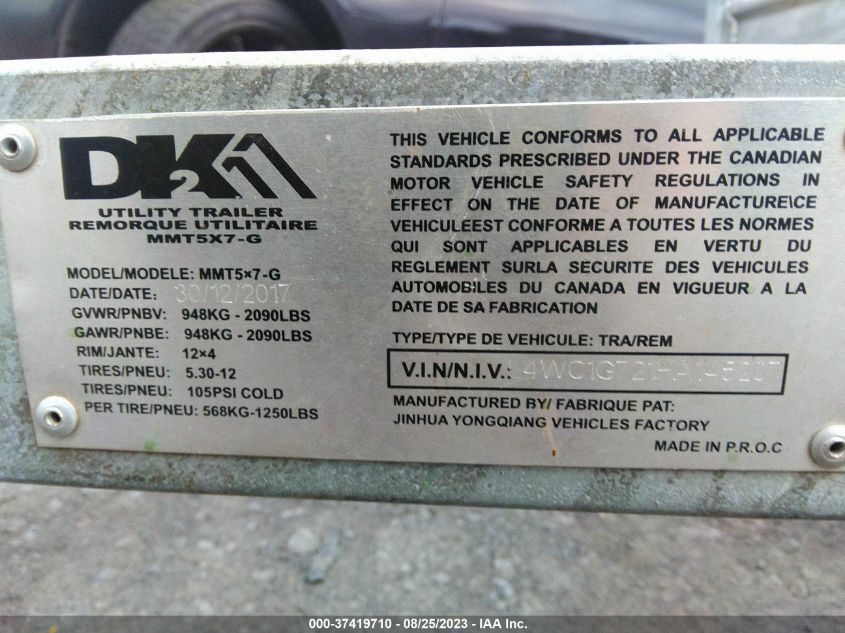 DK2
UTILITY TRAILER
REMORQUE UTILITAIRE
MMT5X7-G
MODEL/MODELE: MMT5×7-G
DATE/DATE: 30/12/2017
GVWR/PNBV: 948KG - 2090LBS
GAWR/PNBE: 948KG - 2090LBS
RIM/JANTE: 12×4
TIRES/PNEU: 5.30-12
TIRES/PNEU: 105PSI COLD
PER TIRE/PNEU: 568KG-1250LBS
THIS VEHICLE CONFORMS TO ALL APPLICABLE
STANDARDS PRESCRIBED UNDER THE CANADIAN
MOTOR VEHICLE SAFETY REGULATIONS IN
EFFECT ON THE DATE OF MANUFACTURE\CE
VEHICULEEST CONFORME A TOUTES LES NORMES
QUI SONT APPLICABLES EN VERTU DU
REGLEMENT SURLA SÉCURITE DES VEHICULES
AUTOMOBILES DU CANADA EN VIGUEUR A LA
DATE DE SA FABRICATION
TYPE/TYPE DE VEHICULE: TRA/REM
V.I.N/N.I.V.:
MANUFACTURED BY/ FABRIQUE PAT:
JINHUA YONGQIANG VEHICLES FACTORY
MADE IN P.R.O.C
000-37419710 - 08/25/2023 - IAA Inc.